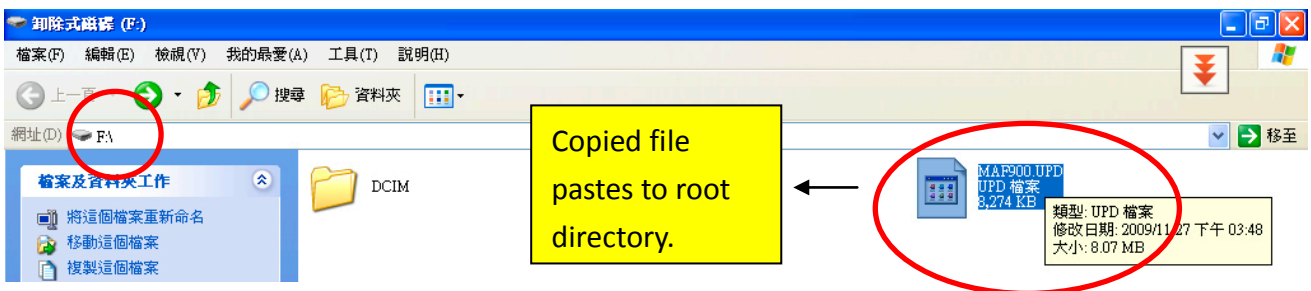 卸除式磁碟 (F:)
檔案(F) 編輯(E) 檢視(V) 我的最愛(A) 工具(T) 說明(H)
上一頁 搜尋 資料夾
網址(D) F:\ 移至
檔案及資料夾工作
將這個檔案重新命名
移動這個檔案
複製這個檔案
DCIM
Copied file
pastes to root
directory.
MAF900.UPD
UPD 檔案
8,274 KB
類型: UPD 檔案
修改日期: 2009/11/27 下午 03:48
大小: 8.07 MB